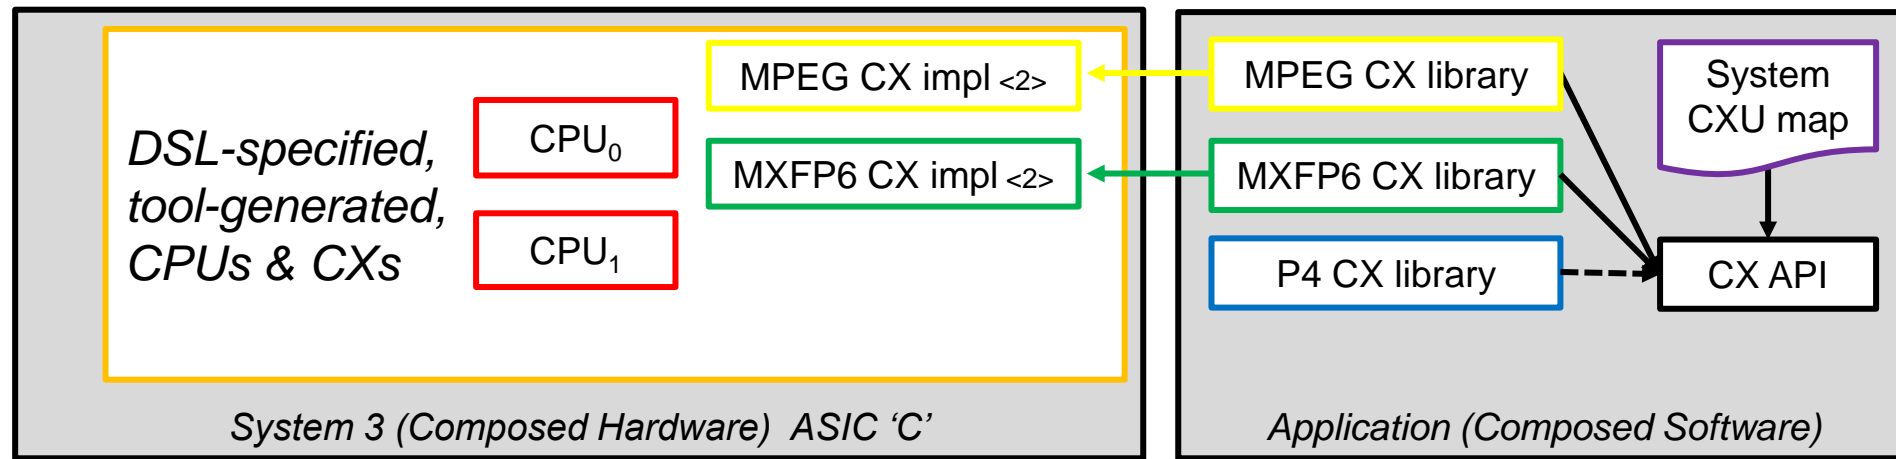 DSL-specified,
tool-generated,
CPUs & CXs
CPU0
CPU1
MPEG CX impl <2>
MXFP6 CX impl <2>
System 3 (Composed Hardware) ASIC ‘C’
MPEG CX library
MXFP6 CX library
P4 CX library
System
CXU map
CX API
Application (Composed Software)